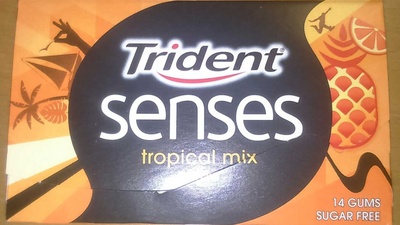 Trident
senses
tropical mix
14 GUMS
SUGAR FREE